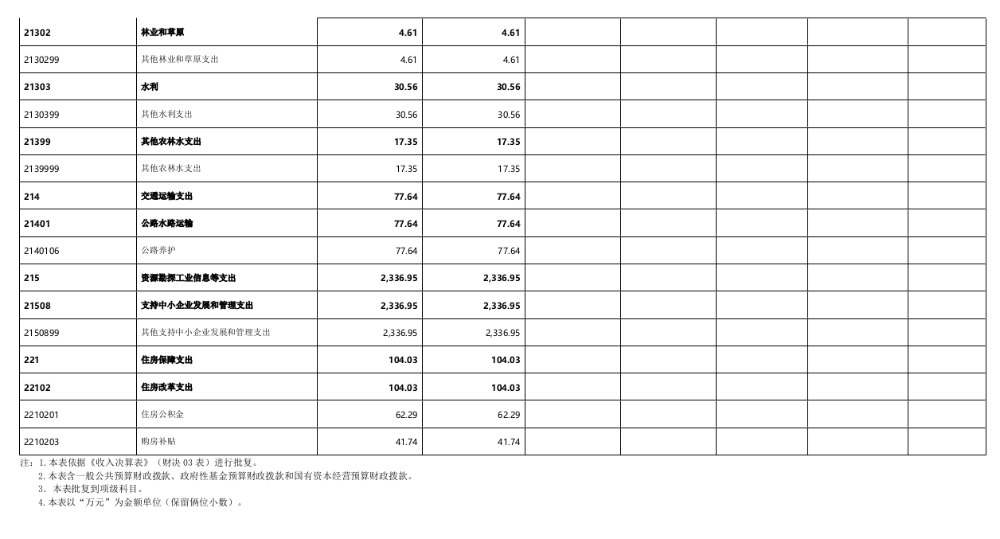 21302 林业和草原 4.61 4.61
2130299 其他林业和草原支出 4.61 4.61
21303 水利 30.56 30.56
2130399 其他水利支出 30.56 30.56
21399 其他农林水支出 17.35 17.35
2139999 其他农林水支出 17.35 17.35
214 交通运输支出 77.64 77.64
21401 公路水路运输 77.64 77.64
2140106 公路养护 77.64 77.64
215 资源勘探工业信息等支出 2,336.95 2,336.95
21508 支持中小企业发展和管理支出 2,336.95 2,336.95
2150899 其他支持中小企业发展和管理支出 2,336.95 2,336.95
221 住房保障支出 104.03 104.03
22102 住房改革支出 104.03 104.03
2210201 住房公积金 62.29 62.29
2210203 购房补贴 41.74 41.74
注：1.本表依据《收入决算表》（财决 03 表）进行批复。
2.本表含一般公共预算财政拨款、政府性基金预算财政拨款和国有资本经营预算财政拨款。
3. 本表批复到项级科目。
4.本表以“万元”为金额单位（保留俩位小数）。